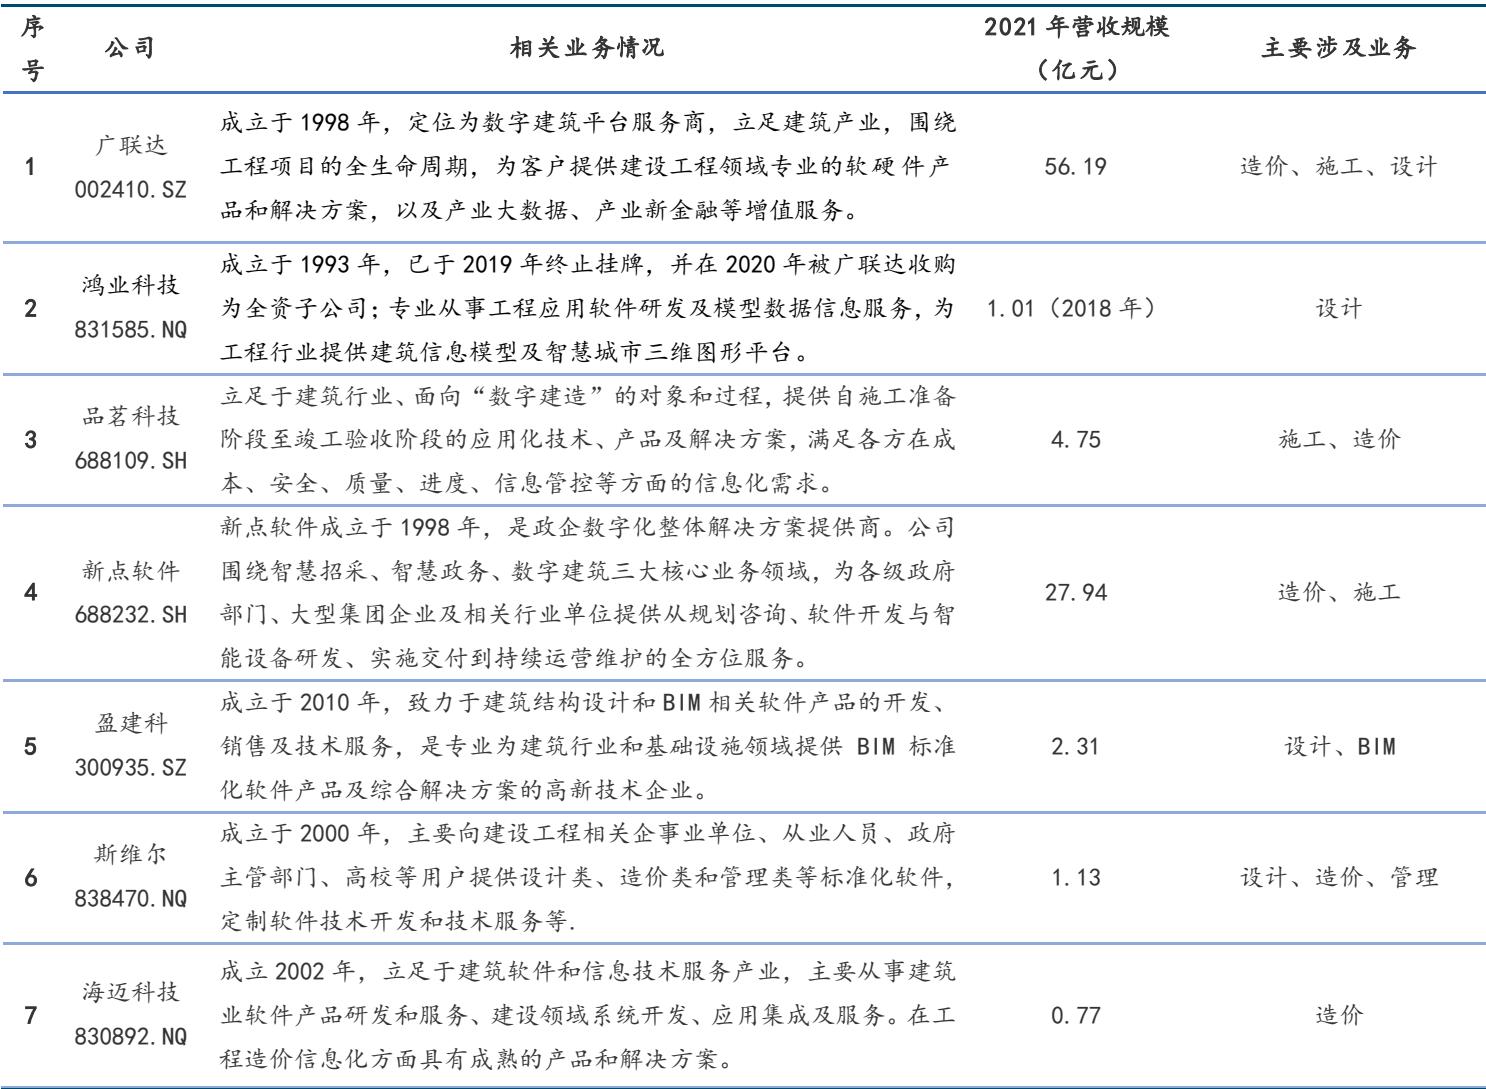 序号
公司
相关业务情况
2021 年营收规模
（亿元）
主要涉及业务
1
广联达
002410.SZ
成立于 1998 年，定位为数字建筑平台服务商，立足建筑产业，围绕
工程项目的全生命周期，为客户提供建设工程领域专业的软硬件产
品和解决方案，以及产业大数据、产业新金融等增值服务。
56.19
造价、施工、设计
2
鸿业科技
831585.NQ
成立于 1993 年，已于 2019 年终止挂牌，并在 2020 年被广联达收购
为全资子公司；专业从事工程应用软件研发及模型数据信息服务，为
工程行业提供建筑信息模型及智慧城市三维图形平台。
1.01（2018 年）
设计
3
品茗科技
688109.SH
立足于建筑行业、面向“数字建造”的对象和过程，提供自施工准备
阶段至竣工验收阶段的应用化技术、产品及解决方案，满足各方在成
本、安全、质量、进度、信息管控等方面的信息化需求。
4.75
施工、造价
4
新点软件
688232.SH
新点软件成立于 1998 年，是政企数字化整体解决方案提供商。公司
围绕智慧招采、智慧政务、数字建筑三大核心业务领域，为各级政府
部门、大型集团企业及相关行业单位提供从规划咨询、软件开发与智
能设备研发、实施交付到持续运营维护的全方位服务。
27.94
造价、施工
5
盈建科
300935.SZ
成立于 2010 年，致力于建筑结构设计和 BIM 相关软件产品的开发、
销售及技术服务，是专业为建筑行业和基础设施领域提供 BIM 标准
化软件产品及综合解决方案的高新技术企业。
2.31
设计、BIM
6
斯维尔
838470.NQ
成立于 2000 年，主要向建设工程相关企事业单位、从业人员、政府
主管部门、高校等用户提供设计类、造价类和管理类等标准化软件，
定制软件技术开发和技术服务等.
1.13
设计、造价、管理
7
海迈科技
830892.NQ
成立 2002 年，立足于建筑软件和信息技术服务产业，主要从事建筑
业软件产品研发和服务、建设领域系统开发、应用集成及服务。在工
程造价信息化方面具有成熟的产品和解决方案。
0.77
造价